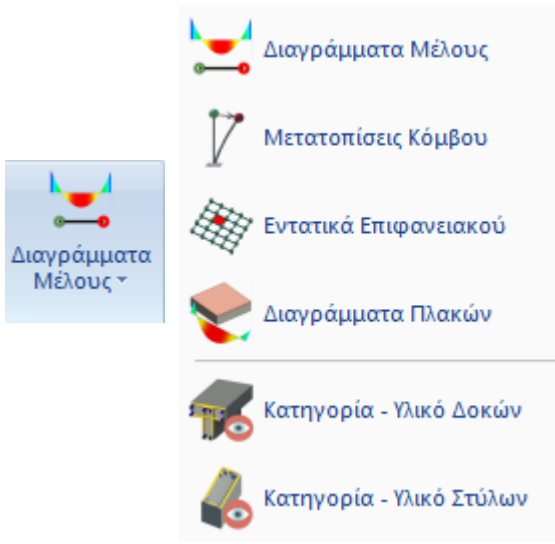 Διαγράμματα
Μέλους
Διαγράμματα Μέλους
Μετατοπίσεις Κόμβου
Εντατικά Επιφανειακού
Διαγράμματα Πλακών
Κατηγορία - Υλικό Δοκών
Κατηγορία - Υλικό Στύλων